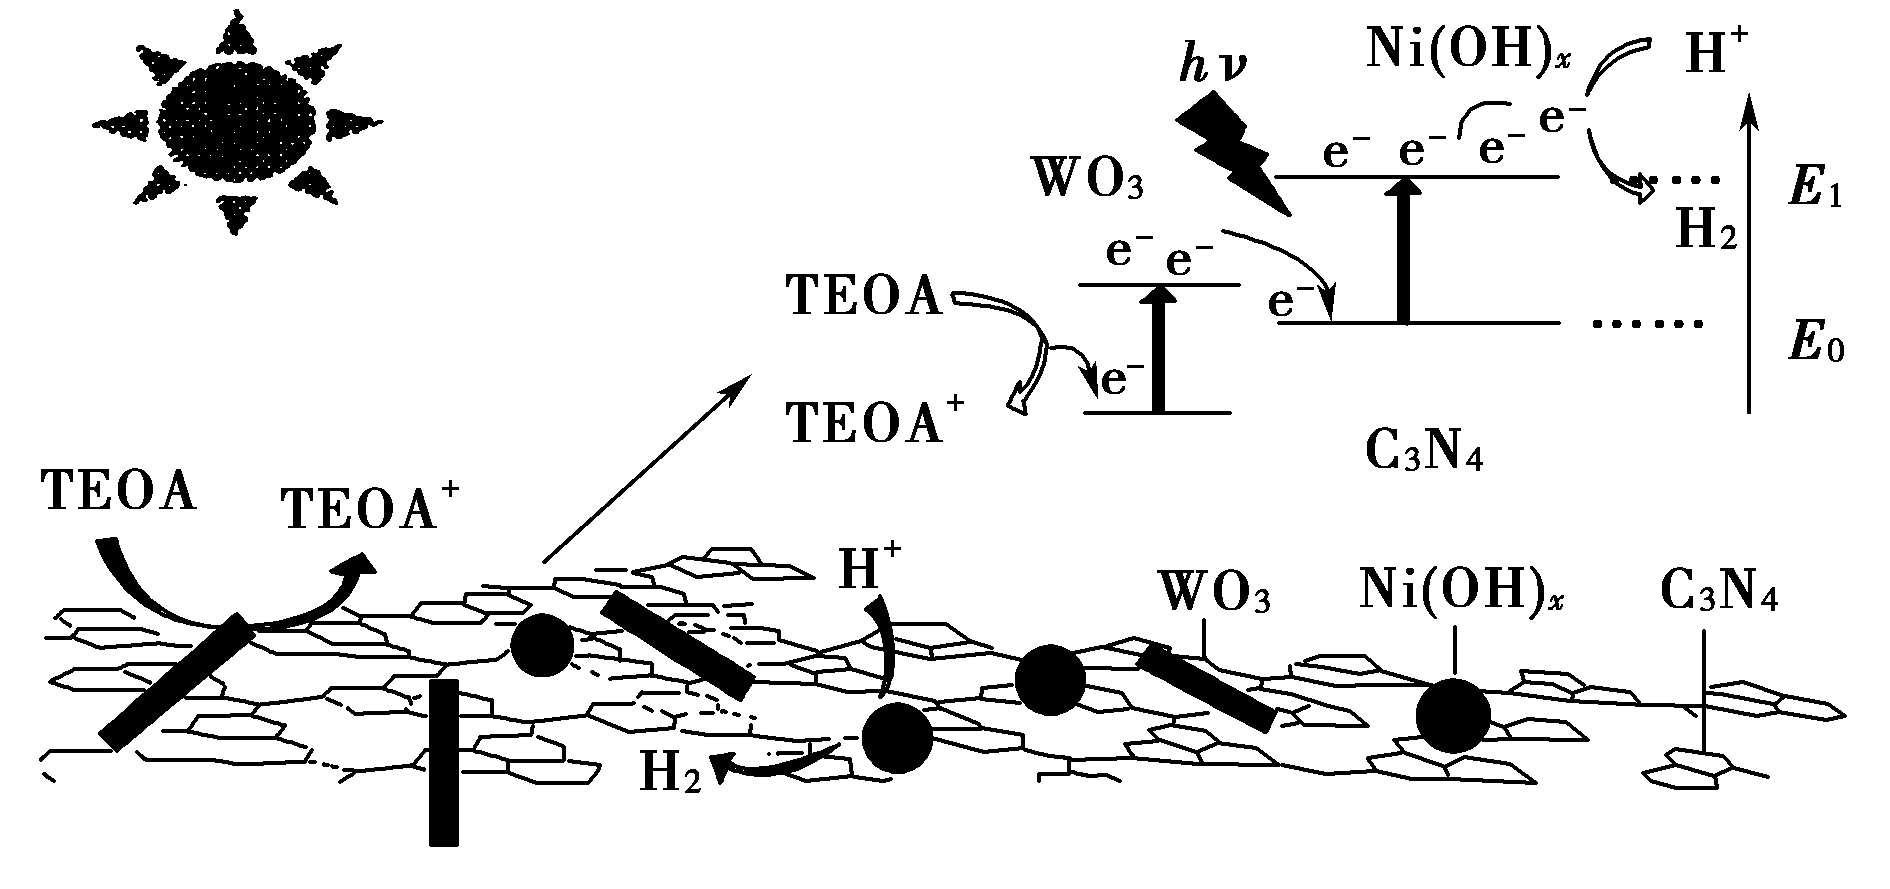 hν
Ni(OH)ₓ
H⁺
e⁻ e⁻ e⁻ e⁻
WO₃
E₁
H₂
e⁻ e⁻
TEOA
e⁻
E₀
e⁻
TEOA⁺
C₃N₄
TEOA
TEOA⁺
H⁺
WO₃
Ni(OH)ₓ
C₃N₄
H₂